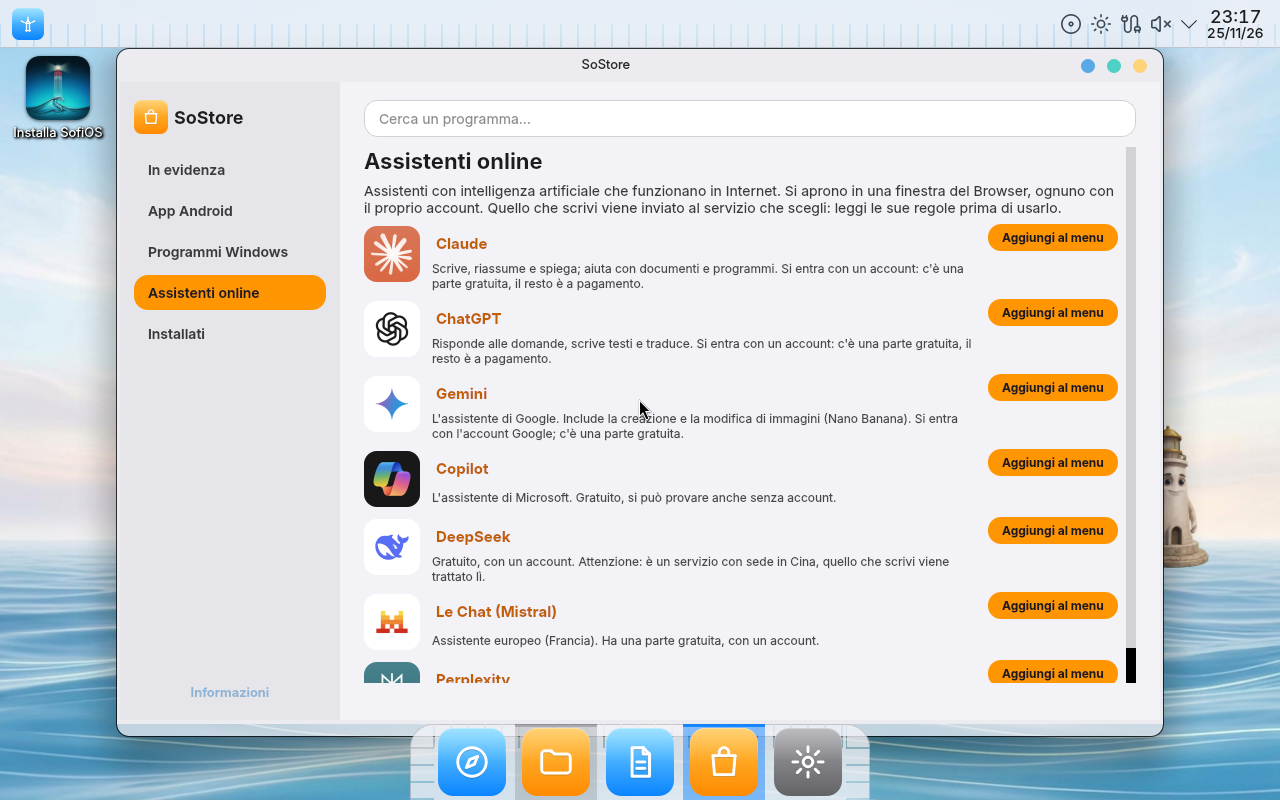 23:17
25/11/26
SoStore
Installa SofiOS
SoStore
In evidenza
App Android
Programmi Windows
Assistenti online
Installati
Informazioni
Cerca un programma...
Assistenti online
Assistenti con intelligenza artificiale che funzionano in Internet. Si aprono in una finestra del Browser, ognuno con
il proprio account. Quello che scrivi viene inviato al servizio che scegli: leggi le sue regole prima di usarlo.
Claude
Aggiungi al menu
Scrive, riassume e spiega; aiuta con documenti e programmi. Si entra con un account: c'è una
parte gratuita, il resto è a pagamento.
ChatGPT
Aggiungi al menu
Risponde alle domande, scrive testi e traduce. Si entra con un account: c'è una parte gratuita, il
resto è a pagamento.
Gemini
Aggiungi al menu
L'assistente di Google. Include la creazione e la modifica di immagini (Nano Banana). Si entra
con l'account Google; c'è una parte gratuita.
Copilot
Aggiungi al menu
L'assistente di Microsoft. Gratuito, si può provare anche senza account.
DeepSeek
Aggiungi al menu
Gratuito, con un account. Attenzione: è un servizio con sede in Cina, quello che scrivi viene
trattato lì.
Le Chat (Mistral)
Aggiungi al menu
Assistente europeo (Francia). Ha una parte gratuita, con un account.
Perplexity
Aggiungi al menu